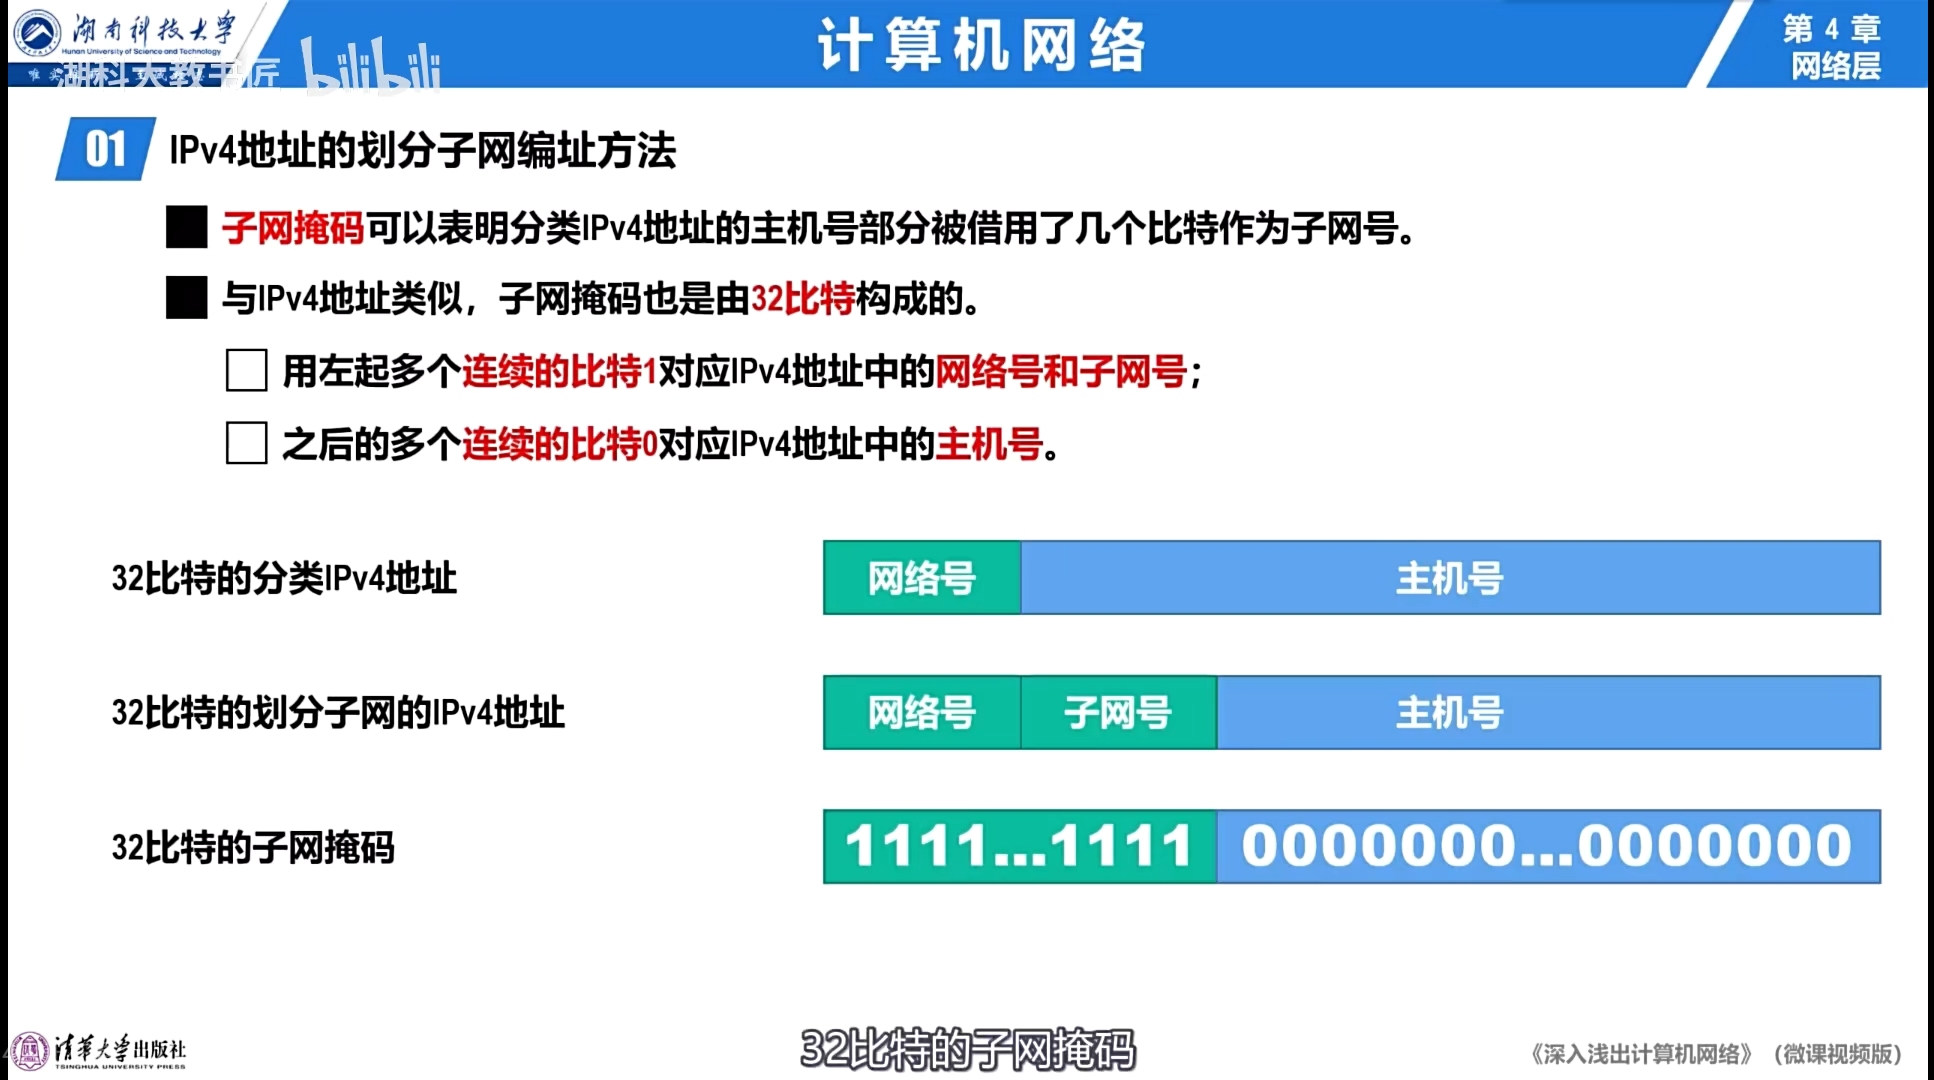 湖南科技大学
Hunan University of Science and Technology
湖科大教书匠 bilibili
计算机网络
第 4 章
网络层
01 IPv4地址的划分子网编址方法
子网掩码可以表明分类IPv4地址的主机号部分被借用了几个比特作为子网号。
与IPv4地址类似，子网掩码也是由32比特构成的。
用左起多个连续的比特1对应IPv4地址中的网络号和子网号；
之后的多个连续的比特0对应IPv4地址中的主机号。
32比特的分类IPv4地址 网络号 主机号
32比特的划分子网的IPv4地址 网络号 子网号 主机号
32比特的子网掩码 1111...1111 0000000...0000000
清华大学出版社
TSINGHUA UNIVERSITY PRESS
32比特的子网掩码
《深入浅出计算机网络》（微课视频版）